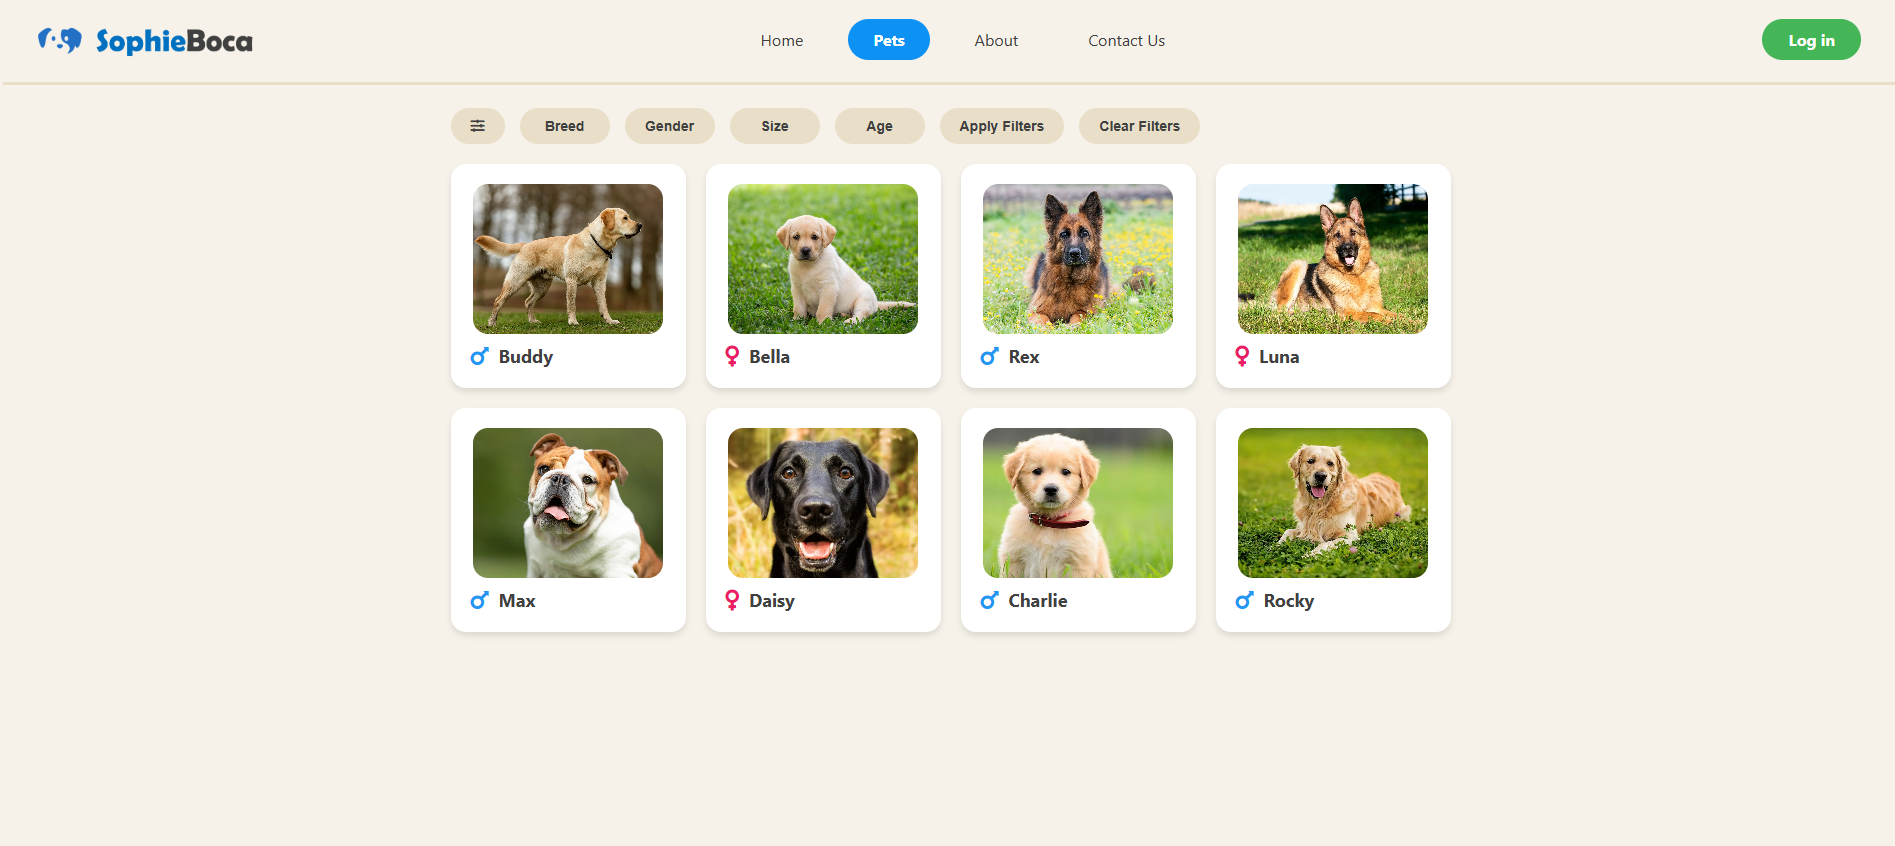 SophieBoca
Home
Pets
About
Contact Us
Log in
Breed
Gender
Size
Age
Apply Filters
Clear Filters
Buddy
Bella
Rex
Luna
Max
Daisy
Charlie
Rocky